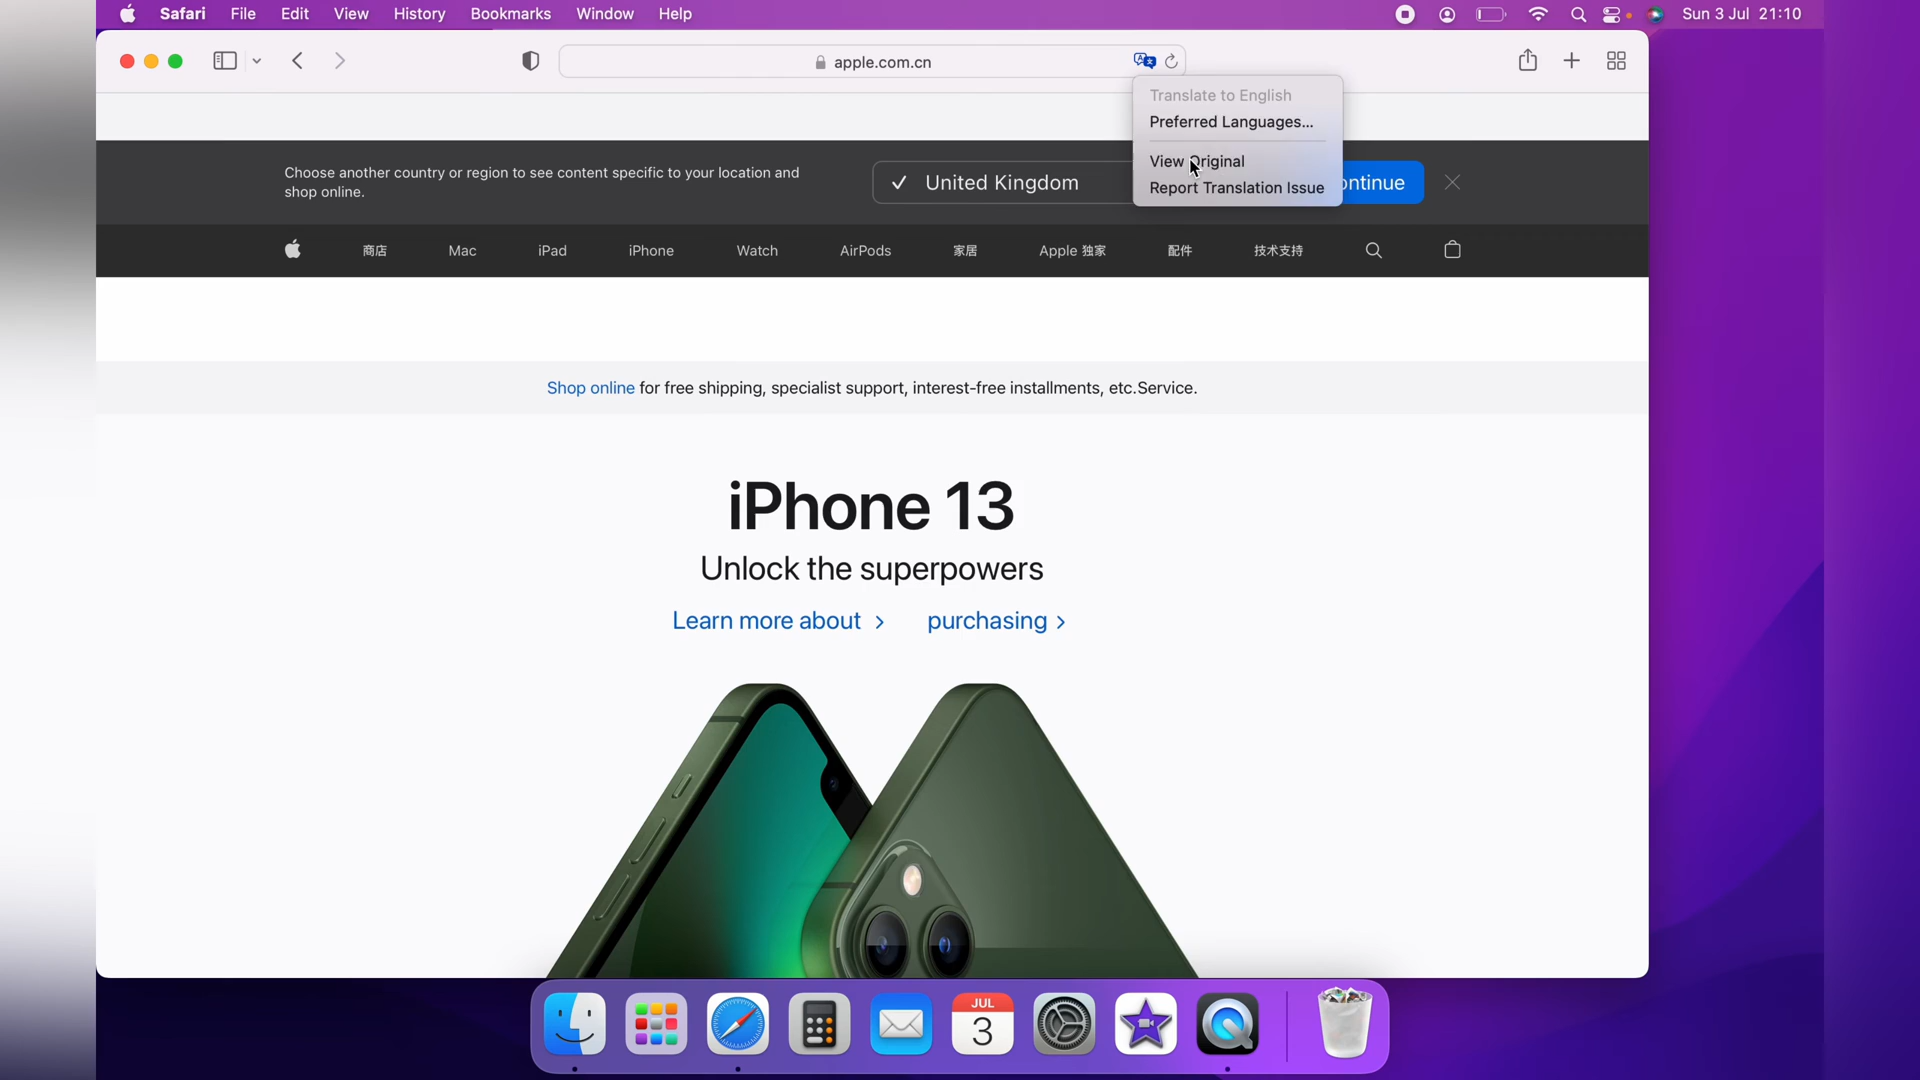 Safari File Edit View History Bookmarks Window Help Sun 3 Jul 21:10
apple.com.cn
Translate to English
Preferred Languages...
View Original
Report Translation Issue
Choose another country or region to see content specific to your location and
shop online.
✓ United Kingdom
ontinue
商店 Mac iPad iPhone Watch AirPods 家居 Apple 独家 配件 技术支持
Shop online for free shipping, specialist support, interest-free installments, etc.Service.
iPhone 13
Unlock the superpowers
Learn more about > purchasing >
JUL
3